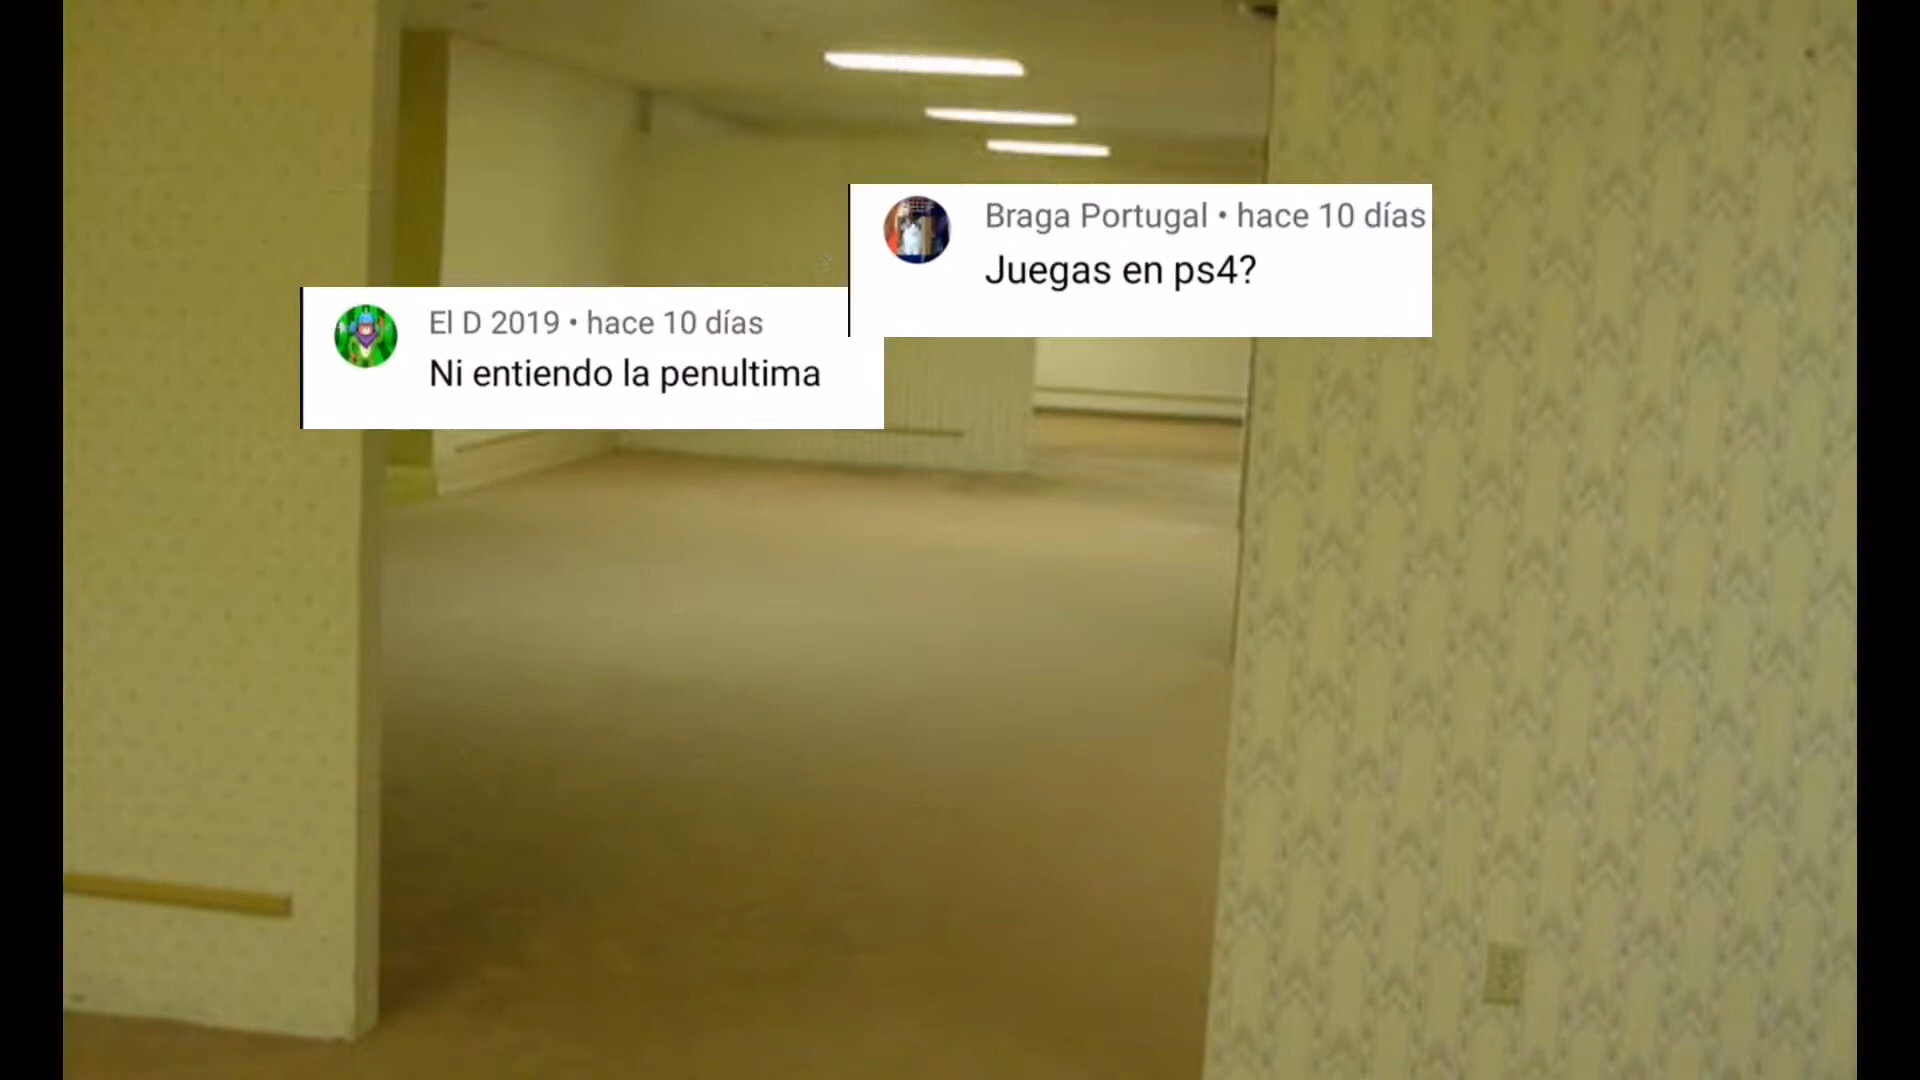 Braga Portugal • hace 10 días
Juegas en ps4?
El D 2019 • hace 10 días
Ni entiendo la penultima